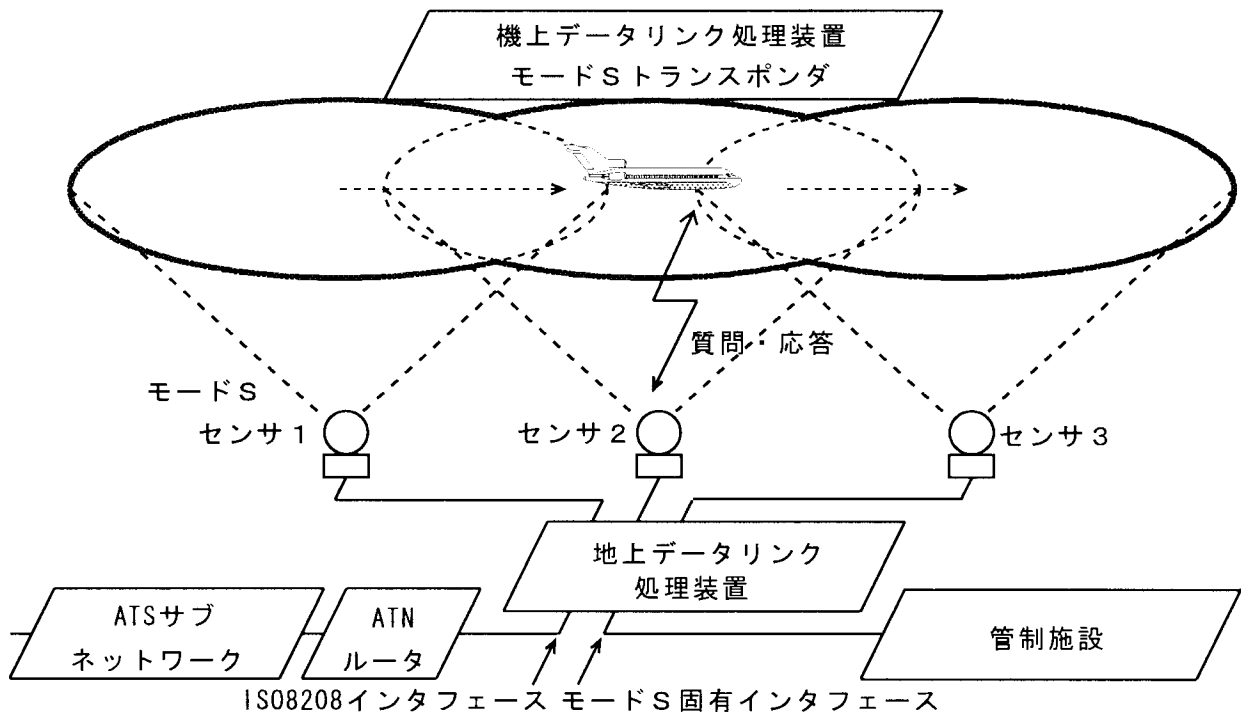 機上データリンク処理装置
モードSトランスポンダ
質問・応答
モードS
センサ1
センサ2
センサ3
地上データリンク
処理装置
ATSサブ
ネットワーク
ATN
ルータ
管制施設
ISO8208インタフェース
モードS固有インタフェース